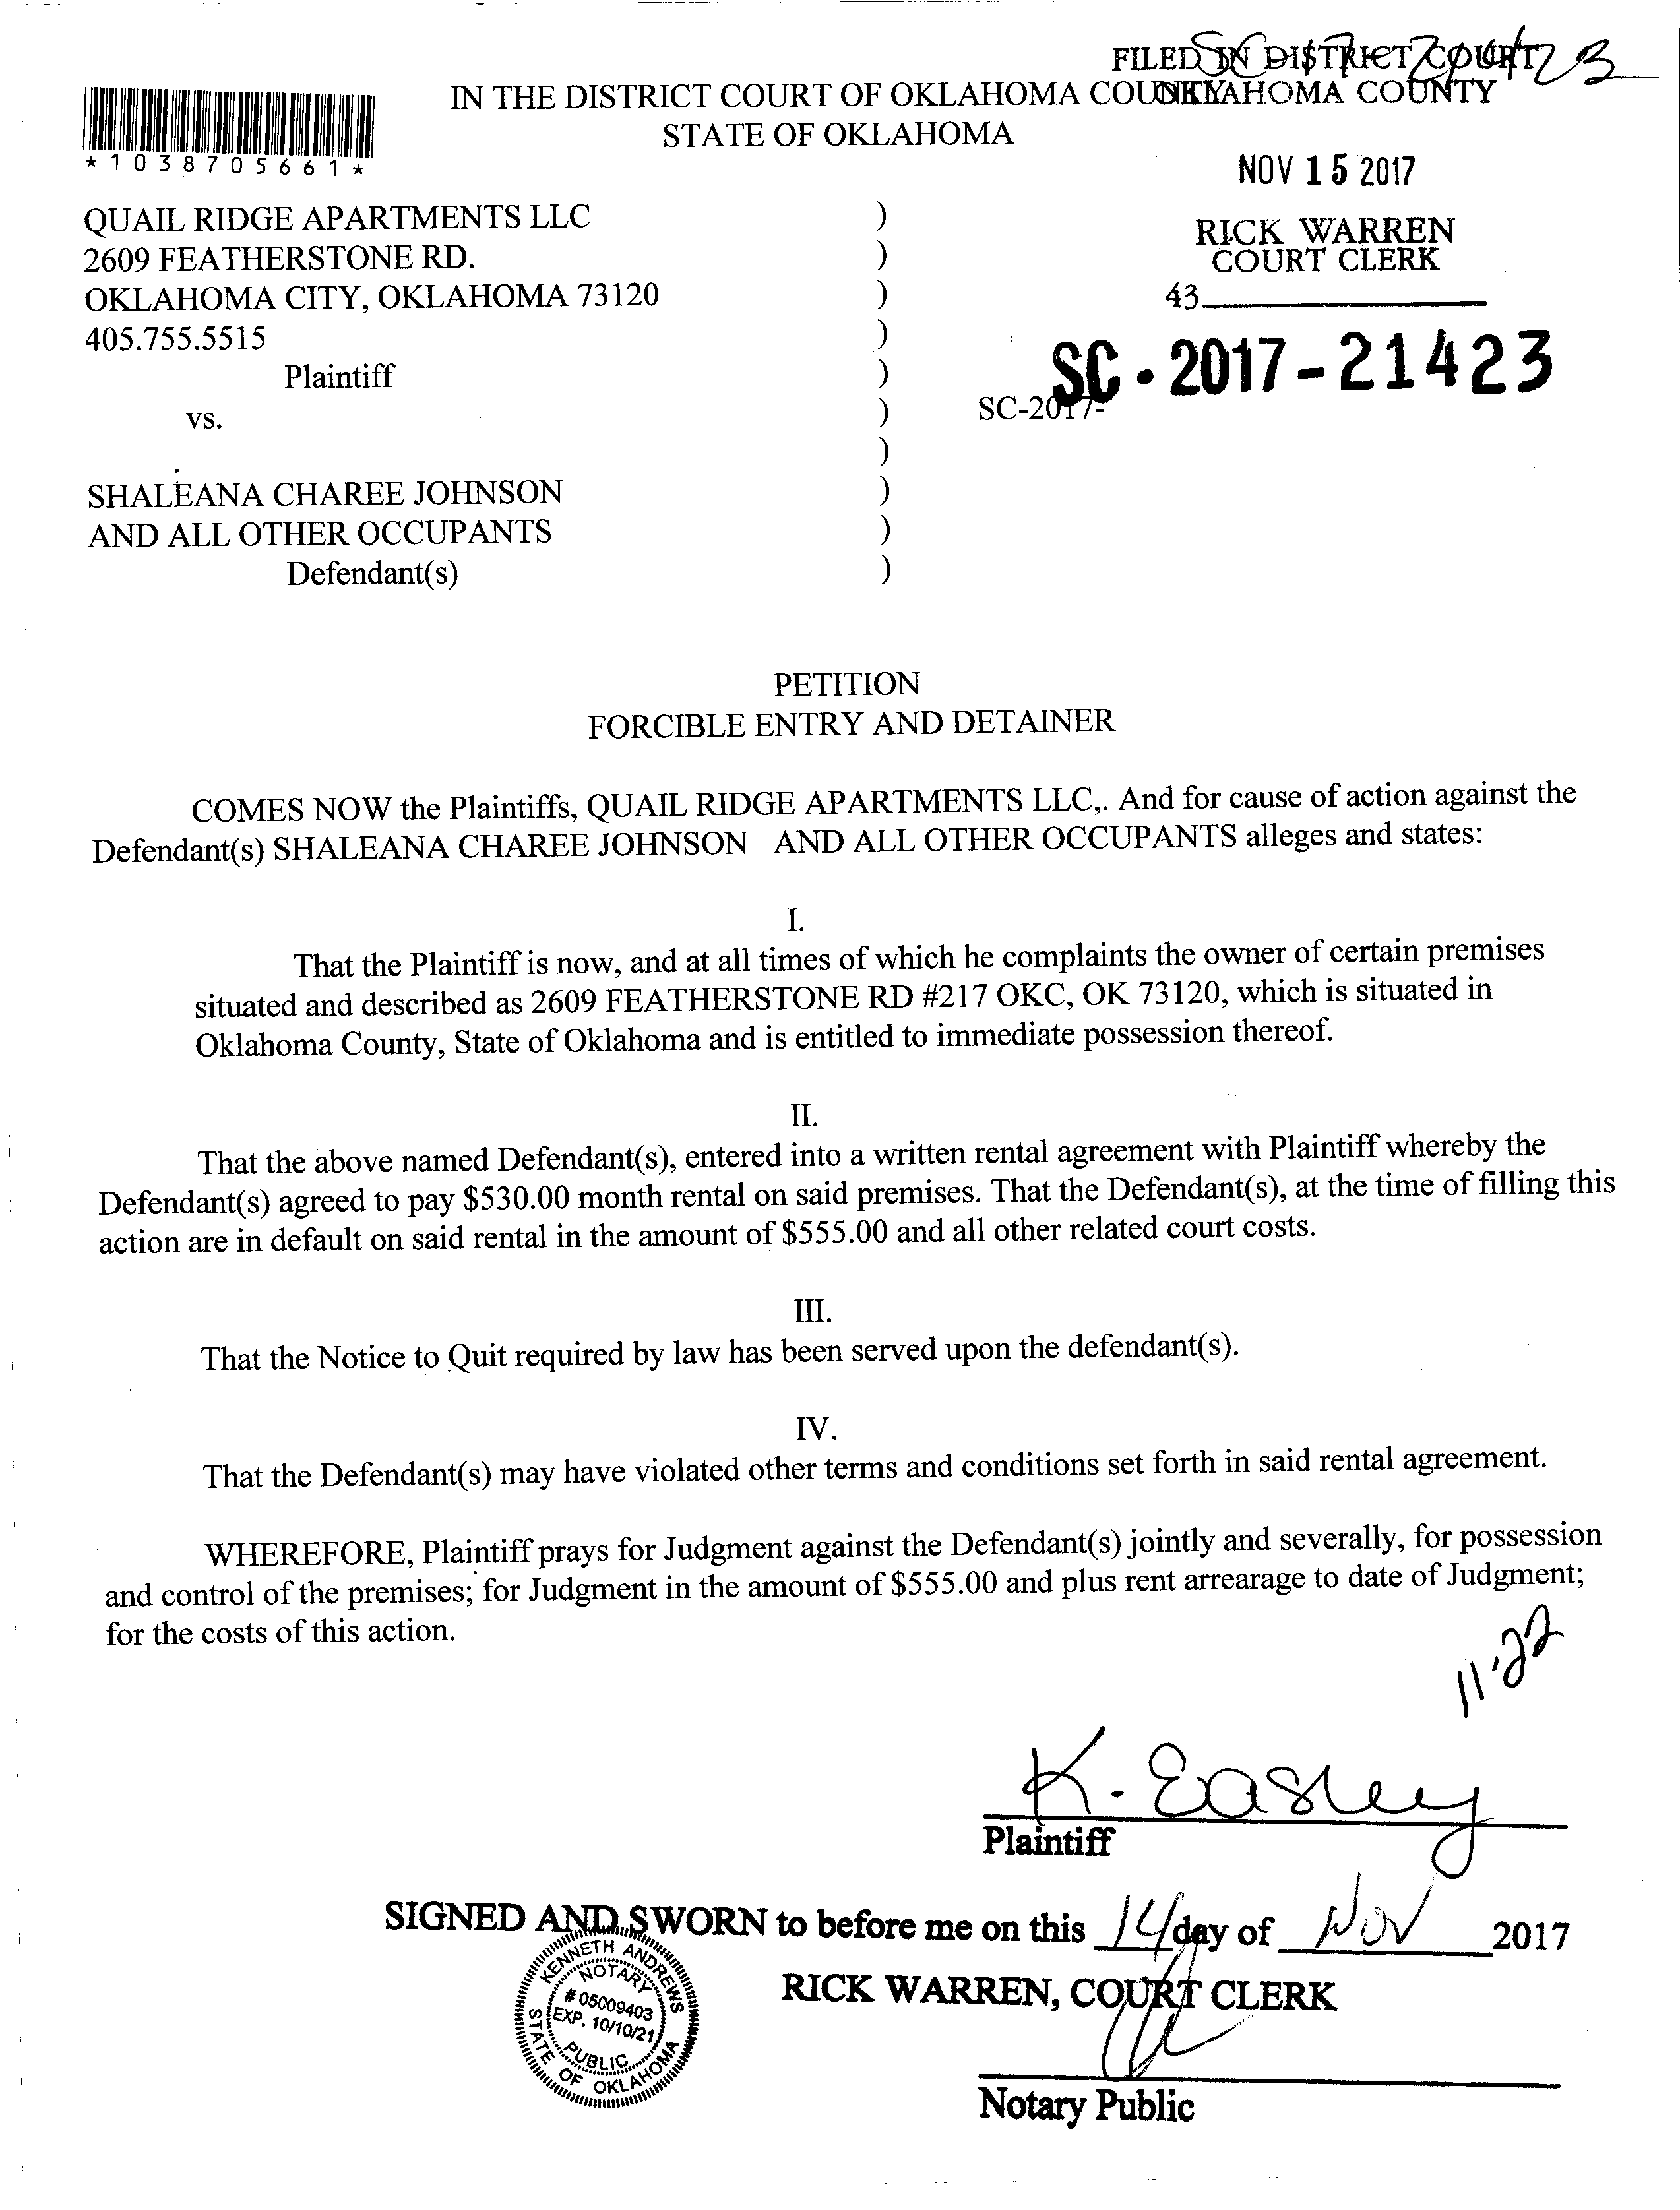 FILED IN DISTRICT COURT
OKLAHOMA COUNTY
IN THE DISTRICT COURT OF OKLAHOMA COUNTY
STATE OF OKLAHOMA
*1038705661*
NOV 15 2017
RICK WARREN
COURT CLERK
43
SC-2017-21423
SC-2017-
QUAIL RIDGE APARTMENTS LLC )
2609 FEATHERSTONE RD. )
OKLAHOMA CITY, OKLAHOMA 73120 )
405.755.5515 )
Plaintiff )
vs. )
)
SHALEANA CHAREE JOHNSON )
AND ALL OTHER OCCUPANTS )
Defendant(s) )
PETITION
FORCIBLE ENTRY AND DETAINER
COMES NOW the Plaintiffs, QUAIL RIDGE APARTMENTS LLC,. And for cause of action against the
Defendant(s) SHALEANA CHAREE JOHNSON AND ALL OTHER OCCUPANTS alleges and states:
I.
That the Plaintiff is now, and at all times of which he complaints the owner of certain premises
situated and described as 2609 FEATHERSTONE RD #217 OKC, OK 73120, which is situated in
Oklahoma County, State of Oklahoma and is entitled to immediate possession thereof.
II.
That the above named Defendant(s), entered into a written rental agreement with Plaintiff whereby the
Defendant(s) agreed to pay $530.00 month rental on said premises. That the Defendant(s), at the time of filling this
action are in default on said rental in the amount of $555.00 and all other related court costs.
III.
That the Notice to Quit required by law has been served upon the defendant(s).
IV.
That the Defendant(s) may have violated other terms and conditions set forth in said rental agreement.
WHEREFORE, Plaintiff prays for Judgment against the Defendant(s) jointly and severally, for possession
and control of the premises; for Judgment in the amount of $555.00 and plus rent arrearage to date of Judgment;
for the costs of this action.
11-22
K. Easley
Plaintiff
SIGNED AND SWORN to before me on this 14 day of Nov 2017
RICK WARREN, COURT CLERK
KENNETH ANDREWS
NOTARY
# 05009403
EXP. 10/10/21
PUBLIC
STATE OF OKLAHOMA
Notary Public